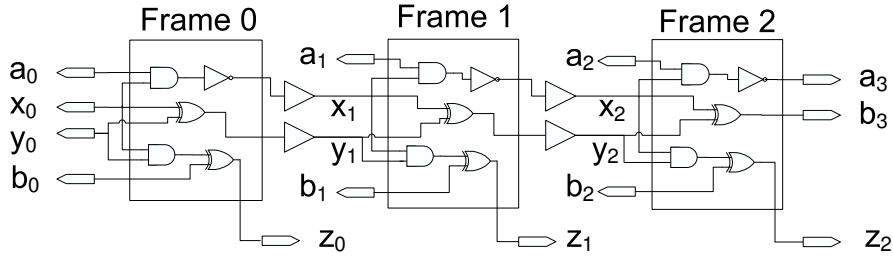 Frame 0
Frame 1
Frame 2
a0
x0
y0
b0
z0
a1
x1
y1
b1
z1
a2
x2
y2
b2
z2
a3
b3